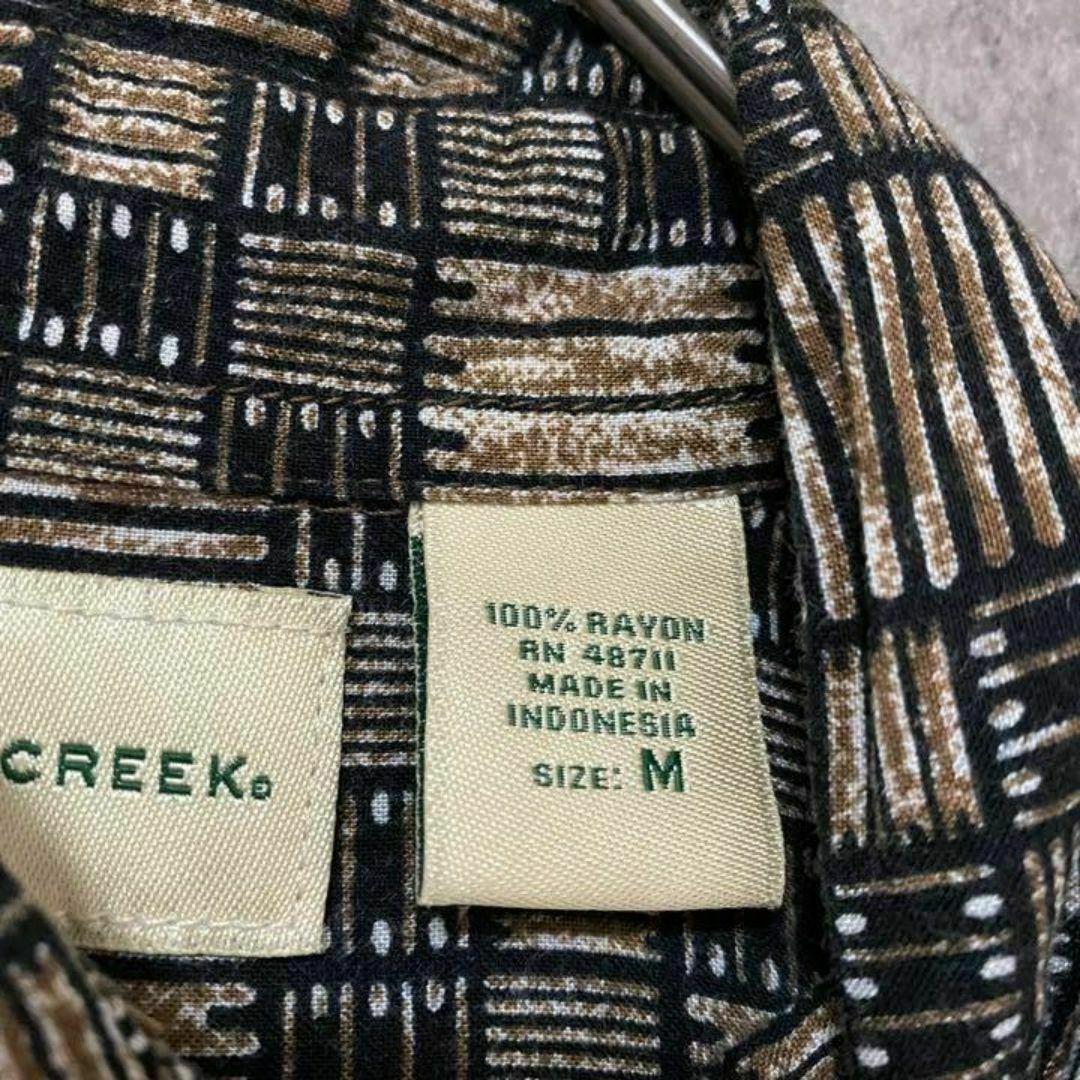 CREEK®
100% RAYON
RN 48711
MADE IN
INDONESIA
SIZE: M